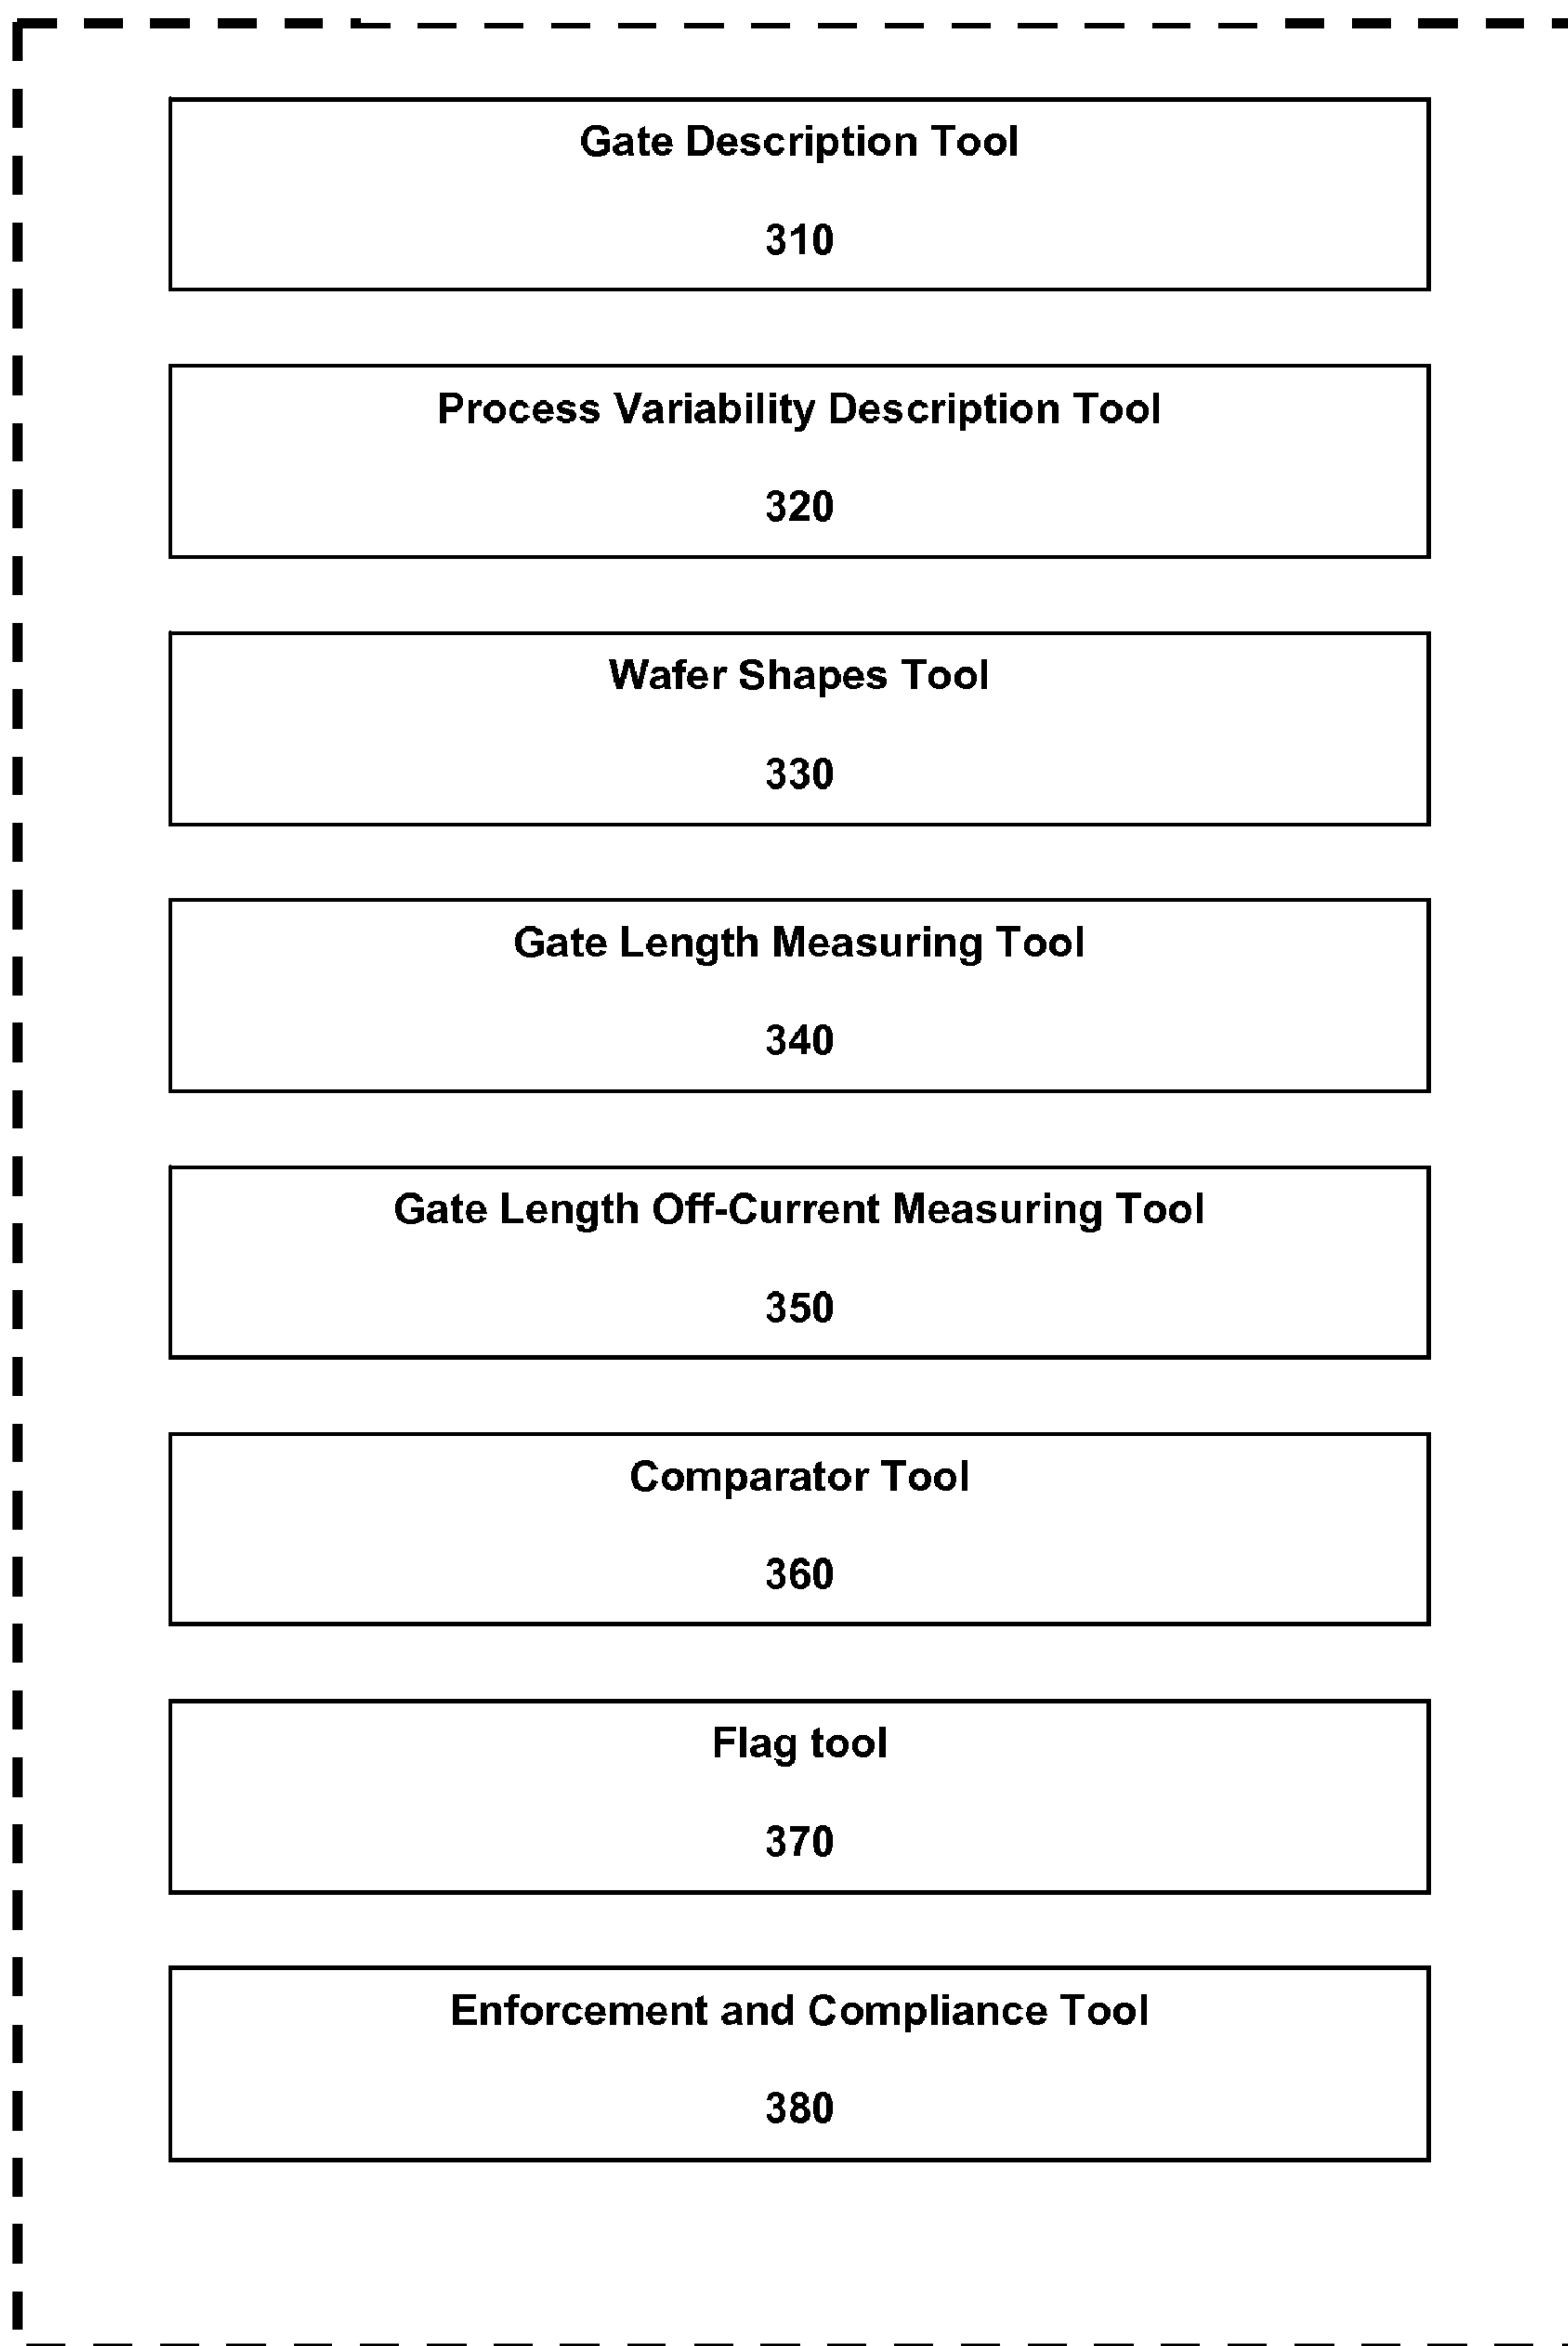 Gate Description Tool
310
Process Variability Description Tool
320
Wafer Shapes Tool
330
Gate Length Measuring Tool
340
Gate Length Off-Current Measuring Tool
350
Comparator Tool
360
Flag tool
370
Enforcement and Compliance Tool
380